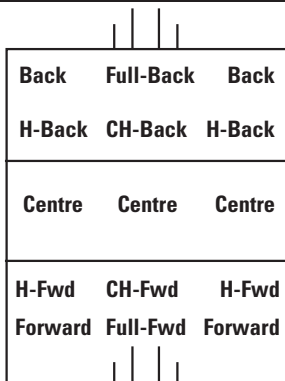 Back Full-Back Back
H-Back CH-Back H-Back
Centre Centre Centre
H-Fwd CH-Fwd H-Fwd
Forward Full-Fwd Forward